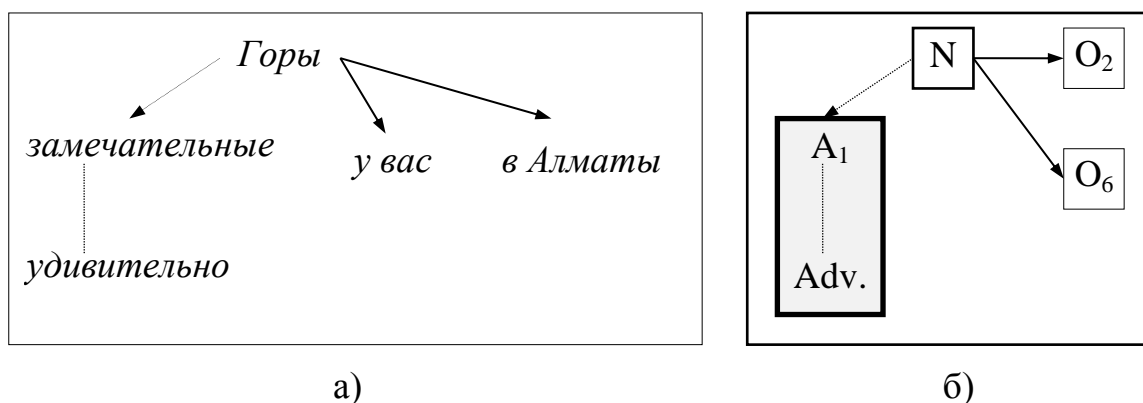 Горы
замечательные
у вас
в Алматы
удивительно
а)
N
O₂
A₁
O₆
Adv.
б)